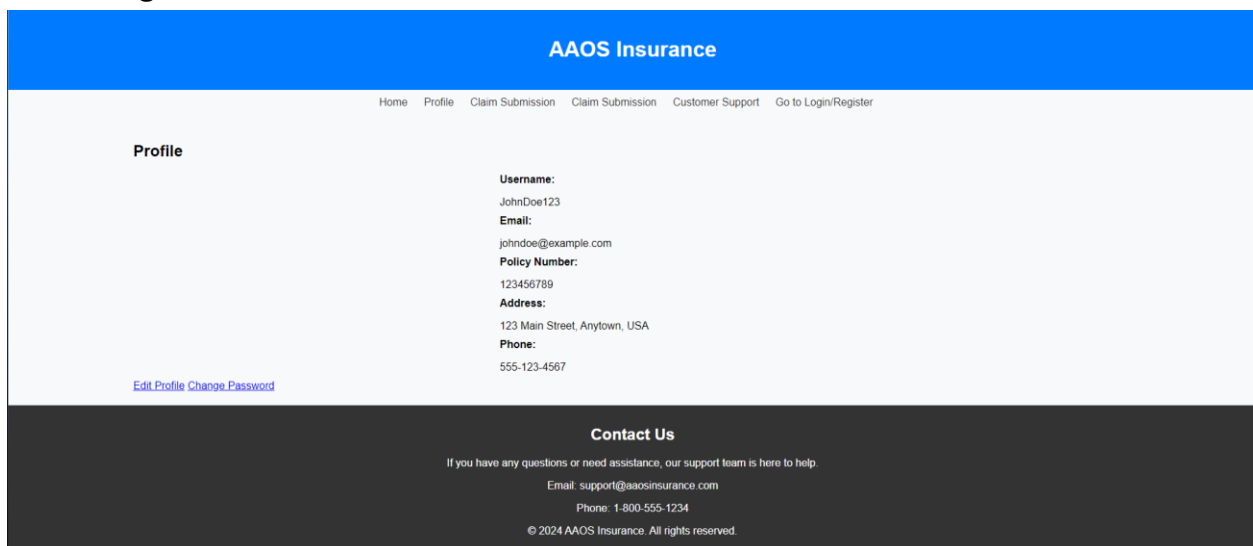 AAOS Insurance
Home Profile Claim Submission Claim Submission Customer Support Go to Login/Register
Profile
Username:
JohnDoe123
Email:
johndoe@example.com
Policy Number:
123456789
Address:
123 Main Street, Anytown, USA
Phone:
555-123-4567
Edit Profile Change Password
Contact Us
If you have any questions or need assistance, our support team is here to help.
Email: support@aaosinsurance.com
Phone: 1-800-555-1234
© 2024 AAOS Insurance. All rights reserved.